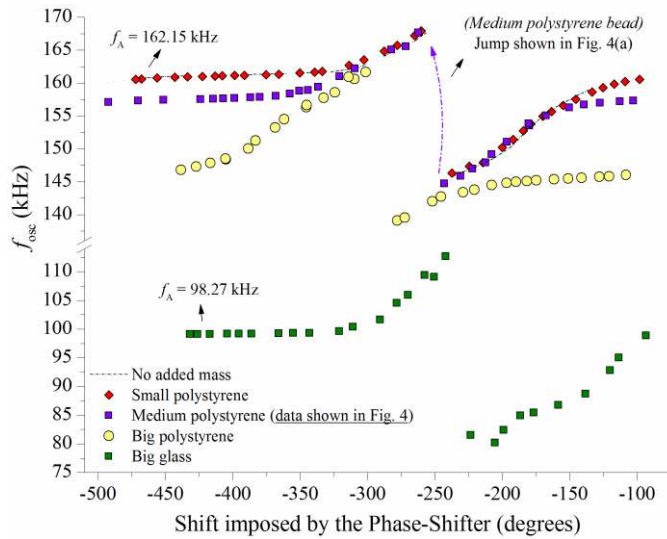 170
165
160
155
150
145
140
110
105
100
95
90
85
80
75
f_osc (kHz)
f_A = 162.15 kHz
(Medium polystyrene bead)
Jump shown in Fig. 4(a)
f_A = 98.27 kHz
No added mass
Small polystyrene
Medium polystyrene (data shown in Fig. 4)
Big polystyrene
Big glass
-500 -450 -400 -350 -300 -250 -200 -150 -100
Shift imposed by the Phase-Shifter (degrees)